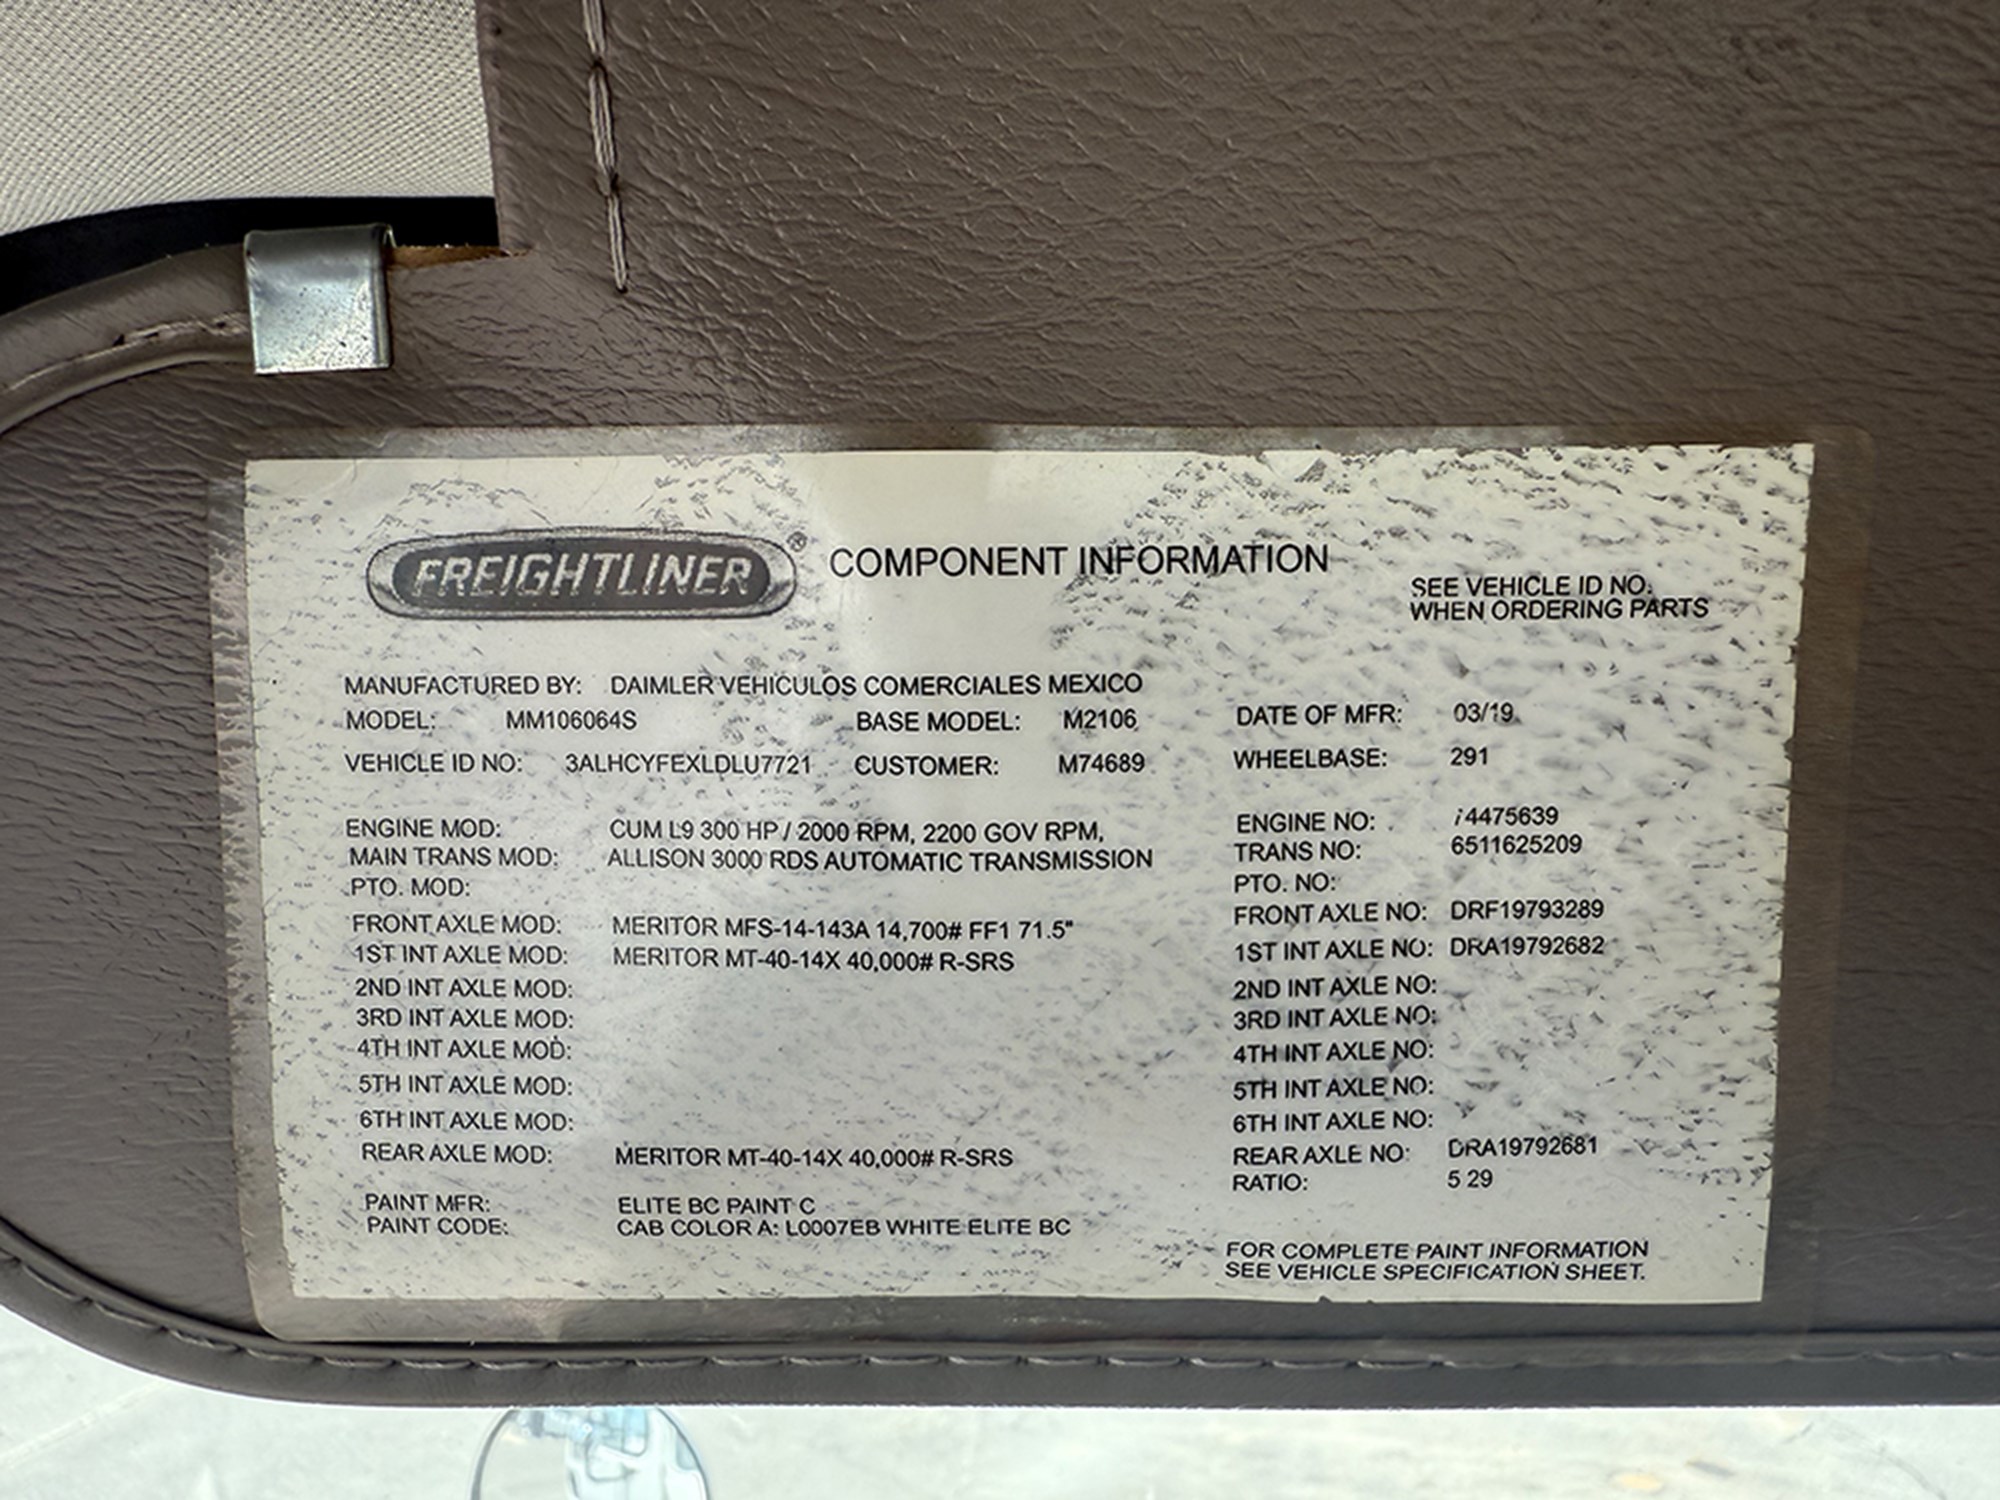 FREIGHTLINER® COMPONENT INFORMATION
SEE VEHICLE ID NO.
WHEN ORDERING PARTS
MANUFACTURED BY: DAIMLER VEHICULOS COMERCIALES MEXICO
MODEL: MM106064S BASE MODEL: M2106 DATE OF MFR: 03/19
VEHICLE ID NO: 3ALHCYFEXLDLU7721 CUSTOMER: M74689 WHEELBASE: 291
ENGINE MOD: CUM L9 300 HP / 2000 RPM, 2200 GOV RPM, ENGINE NO:
MAIN TRANS MOD: ALLISON 3000 RDS AUTOMATIC TRANSMISSION TRANS NO: 6511625209
PTO. MOD: PTO. NO:
FRONT AXLE MOD: MERITOR MFS-14-143A 14,700# FF1 71.5" FRONT AXLE NO: DRF19793289
1ST INT AXLE MOD: MERITOR MT-40-14X 40,000# R-SRS 1ST INT AXLE NO: DRA19792682
2ND INT AXLE MOD: 2ND INT AXLE NO:
3RD INT AXLE MOD: 3RD INT AXLE NO:
4TH INT AXLE MOD: 4TH INT AXLE NO:
5TH INT AXLE MOD: 5TH INT AXLE NO:
6TH INT AXLE MOD: 6TH INT AXLE NO:
REAR AXLE MOD: MERITOR MT-40-14X 40,000# R-SRS REAR AXLE NO: DRA19792681
RATIO: 5 29
PAINT MFR: ELITE BC PAINT C
PAINT CODE: CAB COLOR A: L0007EB WHITE ELITE BC
FOR COMPLETE PAINT INFORMATION
SEE VEHICLE SPECIFICATION SHEET.